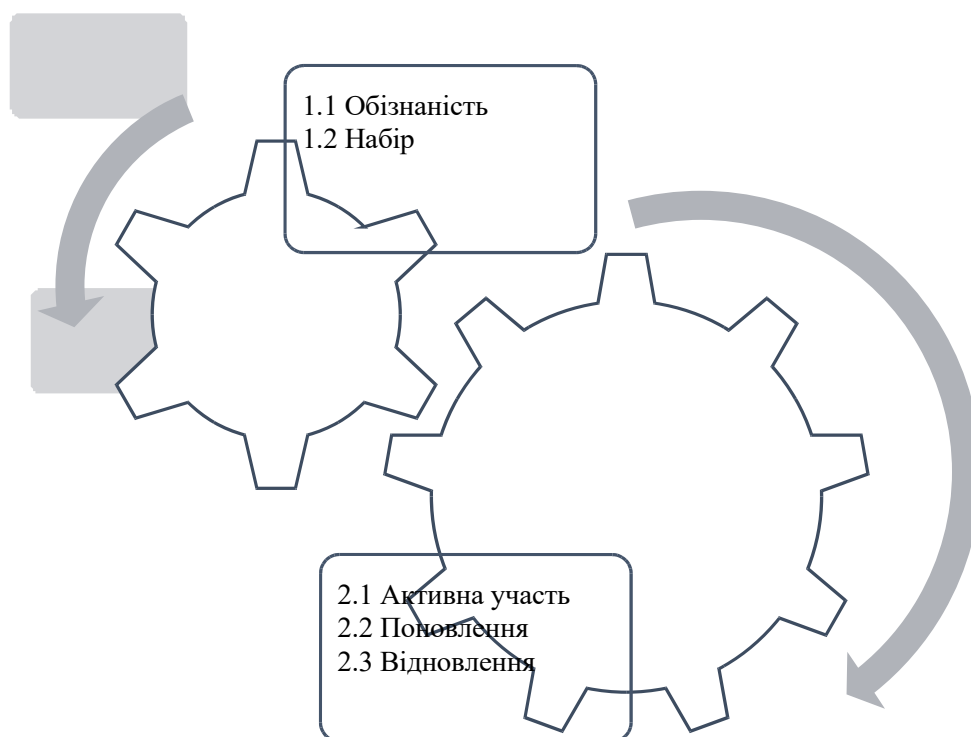 1.1 Обізнаність
1.2 Набір
2.1 Активна участь
2.2 Поновлення
2.3 Відновлення